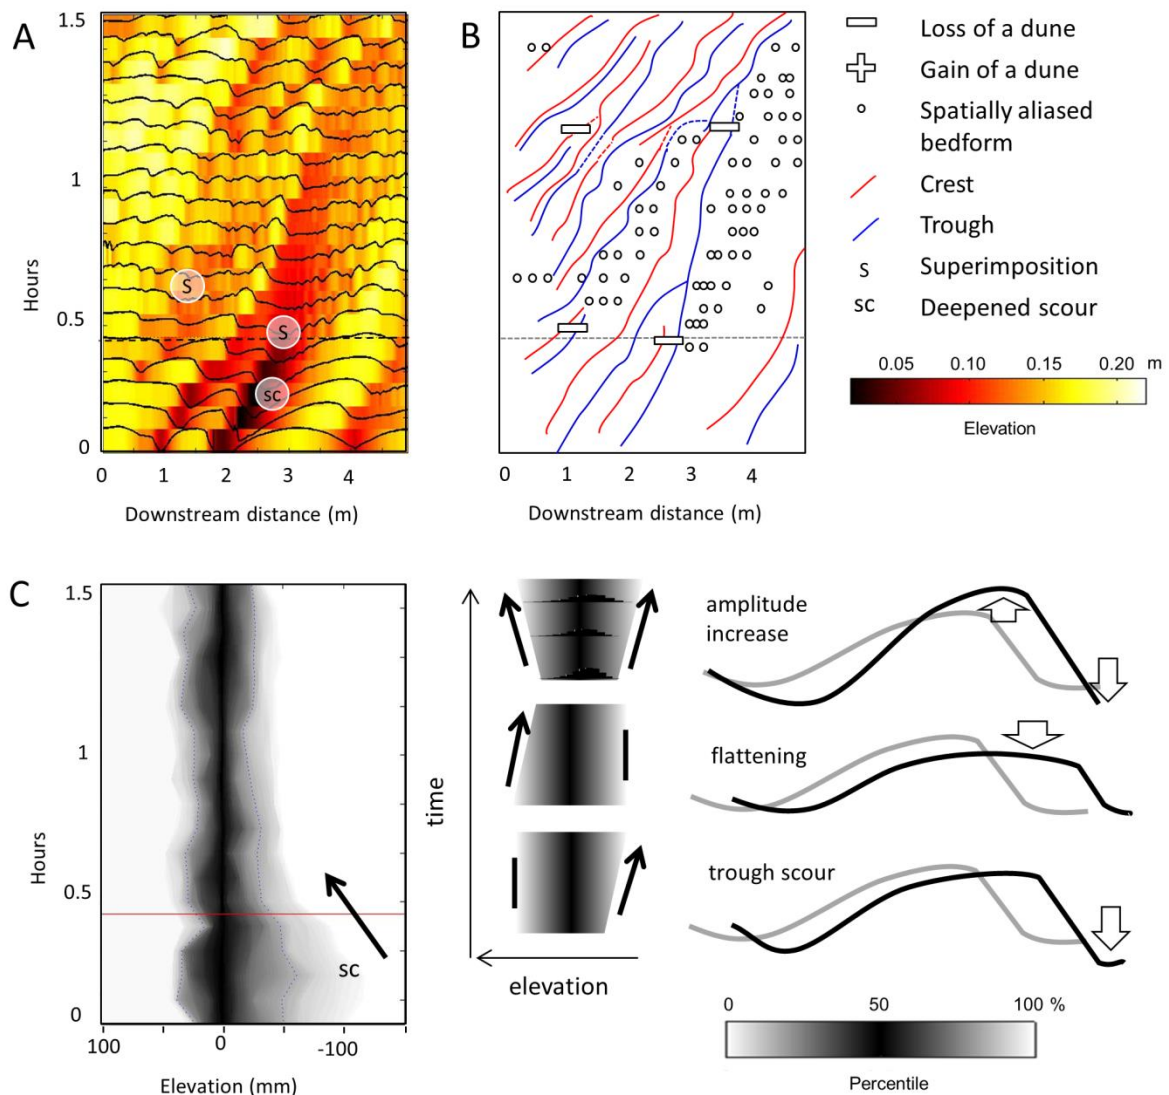 A
1.5
1
0.5
0
Hours
S
S
sc
0 1 2 3 4
Downstream distance (m)
B
0 1 2 3 4
Downstream distance (m)
Loss of a dune
Gain of a dune
Spatially aliased
bedform
Crest
Trough
S Superimposition
sc Deepened scour
0.05 0.10 0.15 0.20 m
Elevation
C
1.5
1
0.5
0
Hours
sc
100 0 -100
Elevation (mm)
time
elevation
amplitude
increase
flattening
trough scour
0 50 100 %
Percentile